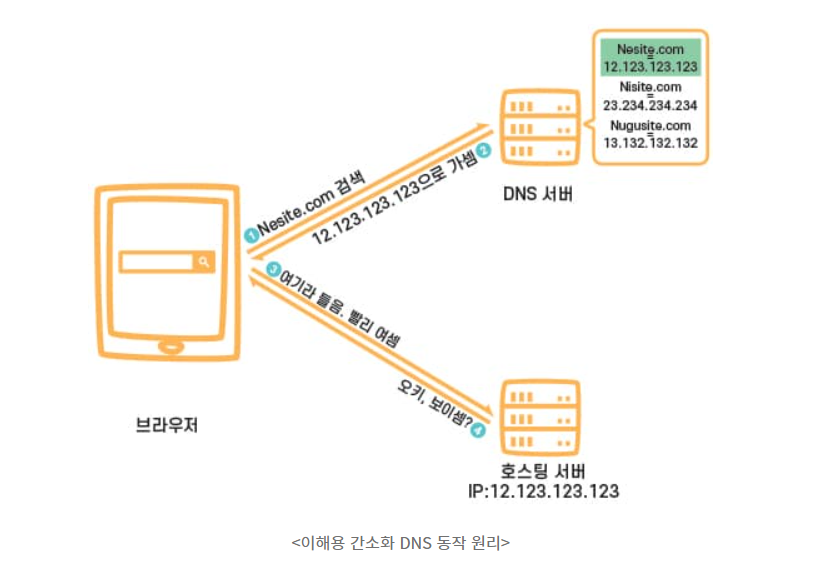 Nesite.com
=
12.123.123.123
Nisite.com
=
23.234.234.234
Nugusite.com
=
13.132.132.132
DNS 서버
1 Nesite.com 검색
12.123.123.123으로 가셈 2
3 여기라 들음. 빨리 여셈
오키, 보이셈? 4
브라우저
호스팅 서버
IP:12.123.123.123
<이해용 간소화 DNS 동작 원리>